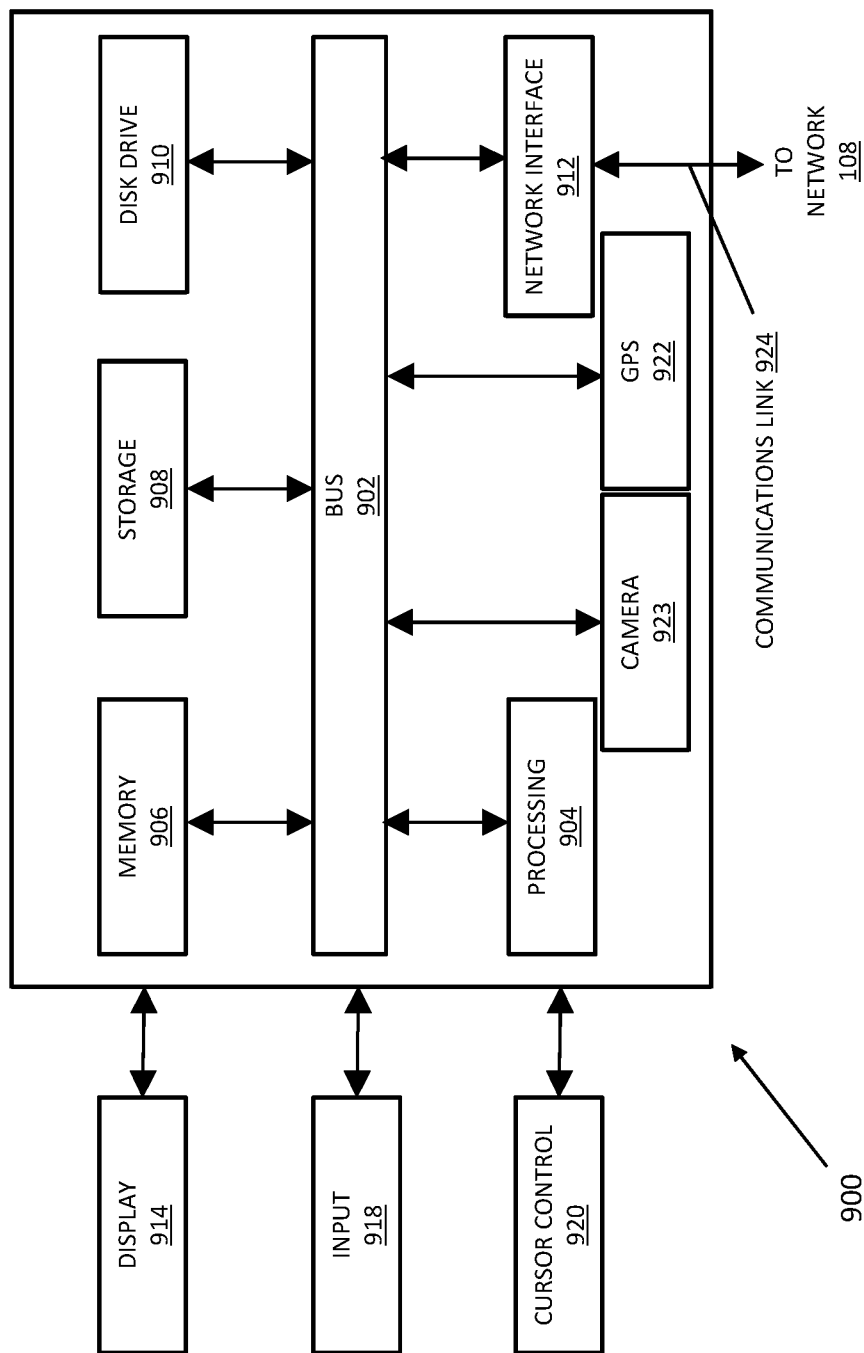 DISPLAY
914
INPUT
918
CURSOR CONTROL
920
900
MEMORY
906
STORAGE
908
DISK DRIVE
910
BUS
902
PROCESSING
904
CAMERA
923
GPS
922
NETWORK INTERFACE
912
COMMUNICATIONS LINK 924
TO
NETWORK
108